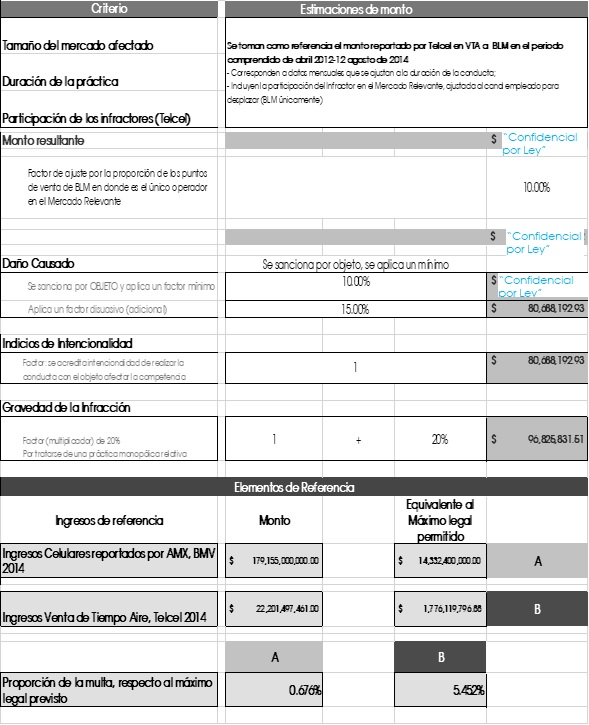 Criterio
Estimaciones de monto
Tamaño del mercado afectado
Duración de la práctica
Participación de los infractores (Telcel)
Se toman como referencia el monto reportado por Telcel en VTA a BLM en el periodo
comprendido de abril 2012-12 agosto de 2014
- Corresponden a datos mensuales que se ajustan a la duración de la conducta;
- Incluyen la participación del infractor en el Mercado Relevante, ajustada al canal empleado para
desplazar (BLM únicamente)
Monto resultante
$ "Confidencial
por Ley"
Factor de ajuste por la proporción de los puntos
de venta de BLM en donde es el único operador
en el Mercado Relevante
10.00%
$ "Confidencial
por Ley"
Daño Causado
Se sanciona por objeto, se aplica un mínimo
Se sanciona por OBJETO y aplica un factor mínimo
10.00%
$ "Confidencial
por Ley"
Aplica un factor disuasivo (adicional)
15.00%
$ 80,688,192.93
Indicios de Intencionalidad
Factor: se acredita intencionalidad de realizar la
conducta con el objeto afectar la competencia
1
$ 80,688,192.93
Gravedad de la Infracción
Factor (multiplicador) de 20%
Por tratarse de una práctica monopólica relativa
1 + 20%
$ 96,825,831.51
Elementos de Referencia
Ingresos de referencia
Monto
Equivalente al
Máximo legal
permitido
Ingresos Celulares reportados por AMX, BMV
2014
$ 179,155,000,000.00
$ 14,332,400,000.00
A
Ingresos Venta de Tiempo Aire, Telcel 2014
$ 22,201,497,461.00
$ 1,776,119,796.88
B
A
B
Proporción de la multa, respecto al máximo
legal previsto
0.676%
5.452%